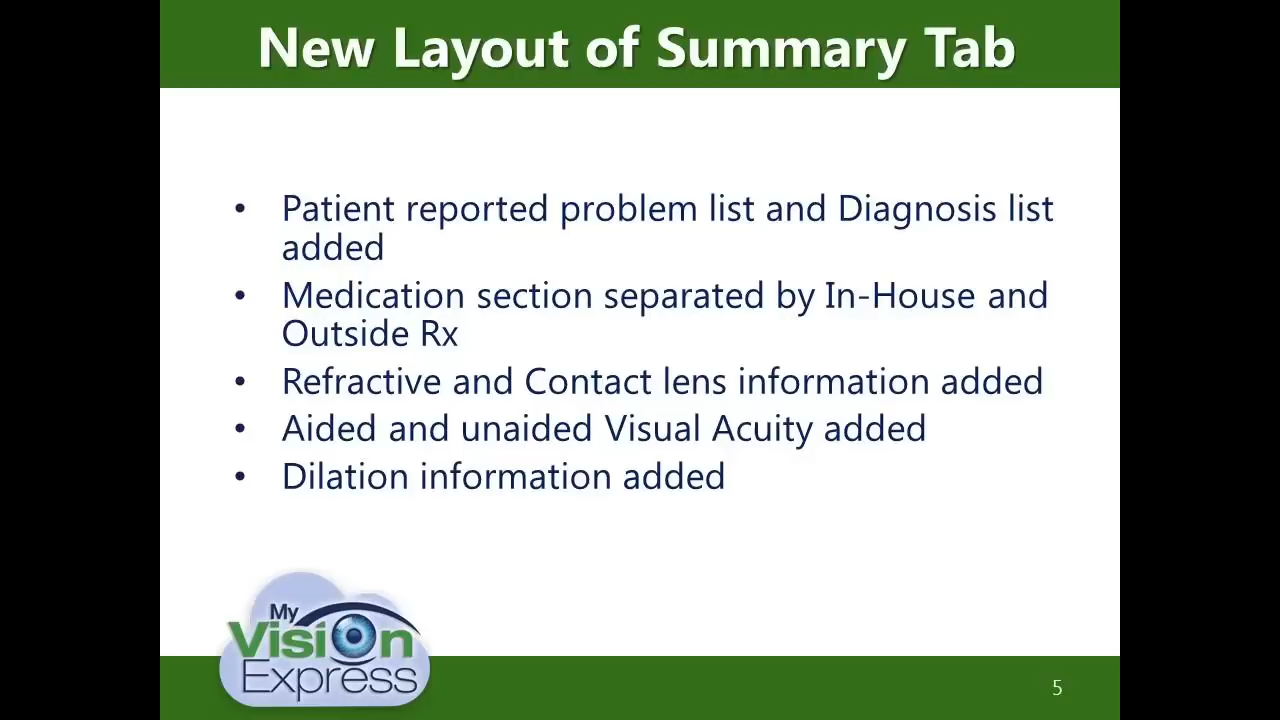 New Layout of Summary Tab
• Patient reported problem list and Diagnosis list
added
• Medication section separated by In-House and
Outside Rx
• Refractive and Contact lens information added
• Aided and unaided Visual Acuity added
• Dilation information added
My
Vision
Express
5